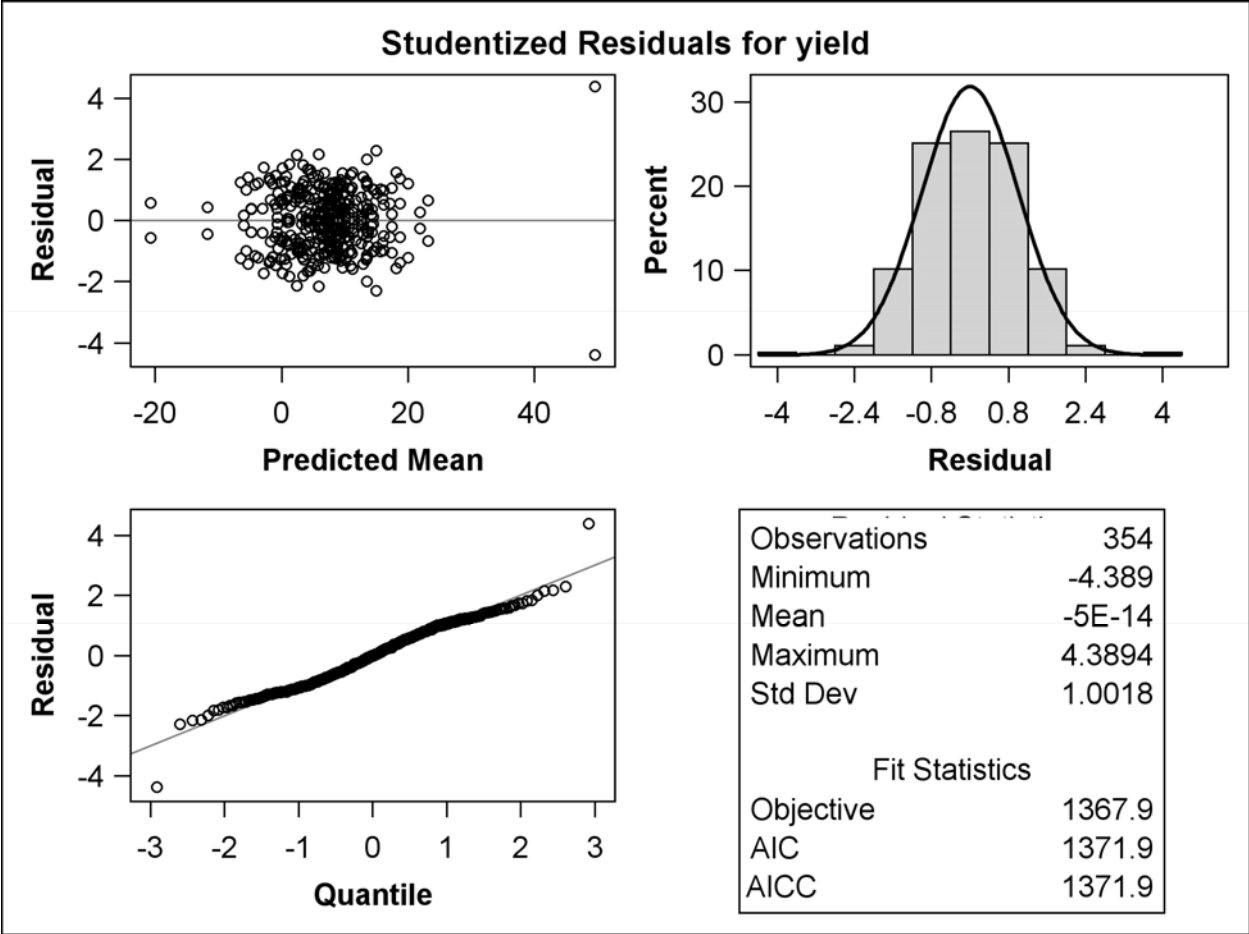 Studentized Residuals for yield
Residual
4
2
0
-2
-4
-20 0 20 40
Predicted Mean
Percent
30
20
10
0
-4 -2.4 -0.8 0.8 2.4 4
Residual
Residual
4
2
0
-2
-4
-3 -2 -1 0 1 2 3
Quantile
Observations 354
Minimum -4.389
Mean -5E-14
Maximum 4.3894
Std Dev 1.0018
Fit Statistics
Objective 1367.9
AIC 1371.9
AICC 1371.9